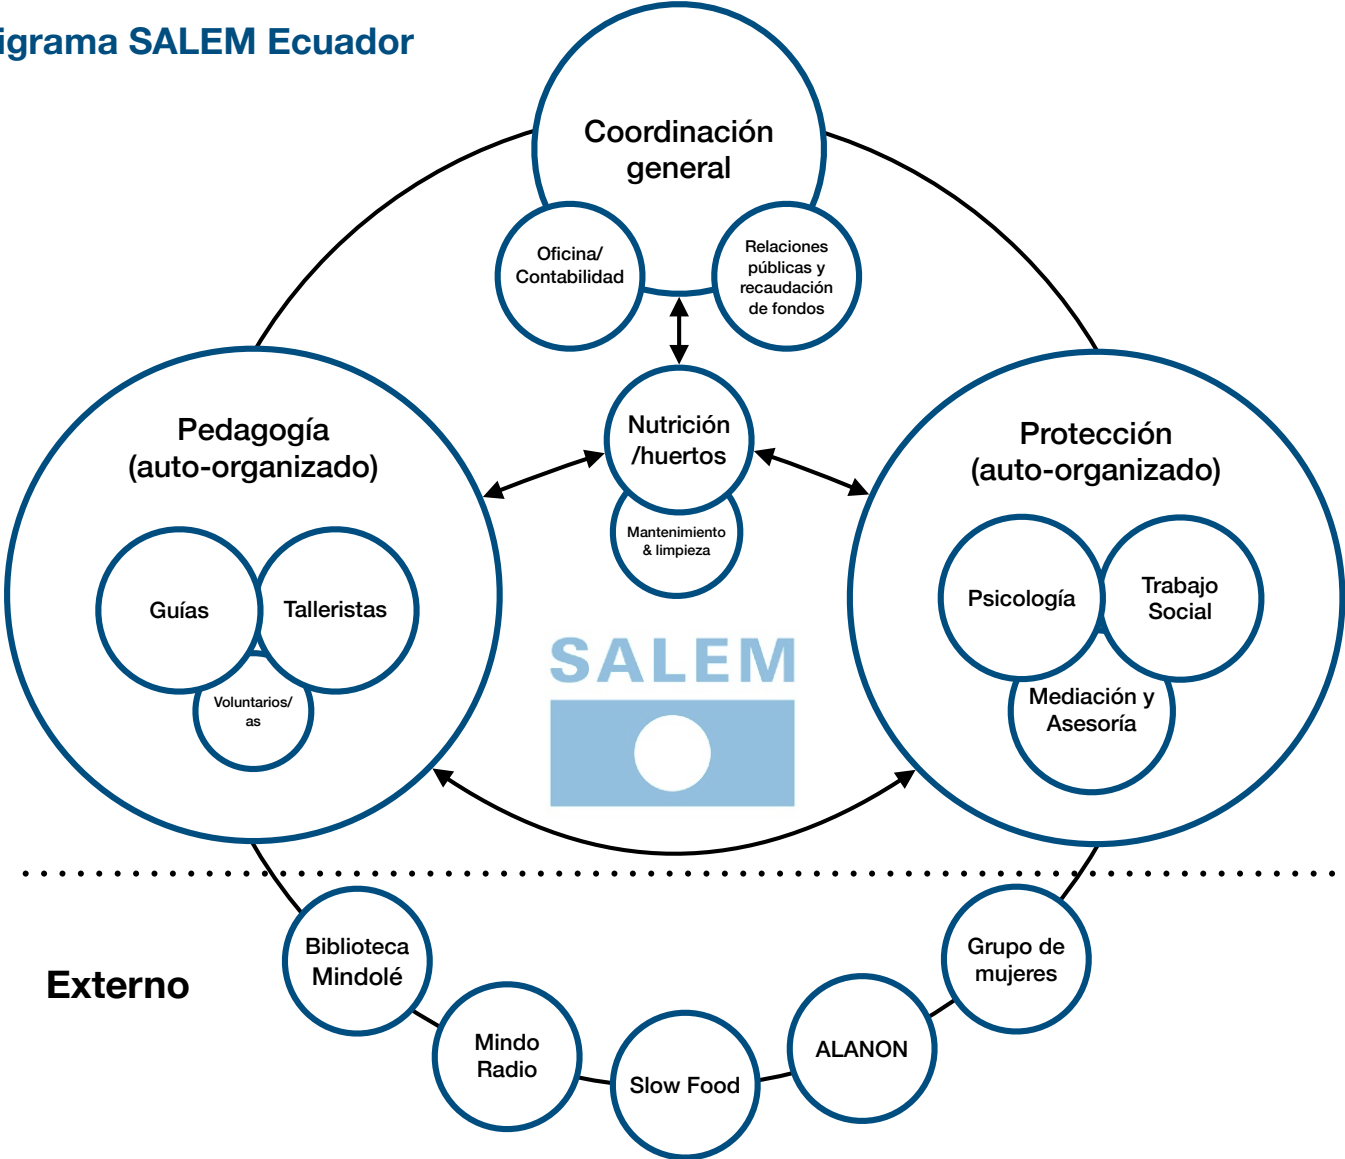 igrama SALEM Ecuador
Coordinación
general
Oficina/
Contabilidad
Relaciones
públicas y
recaudación
de fondos
Nutrición
/huertos
Mantenimiento
& limpieza
Pedagogía
(auto-organizado)
Guías
Talleristas
Voluntarios/
as
Protección
(auto-organizado)
Psicología
Trabajo
Social
Mediación y
Asesoría
SALEM
Externo
Biblioteca
Mindolé
Mindo
Radio
Slow Food
ALANON
Grupo de
mujeres